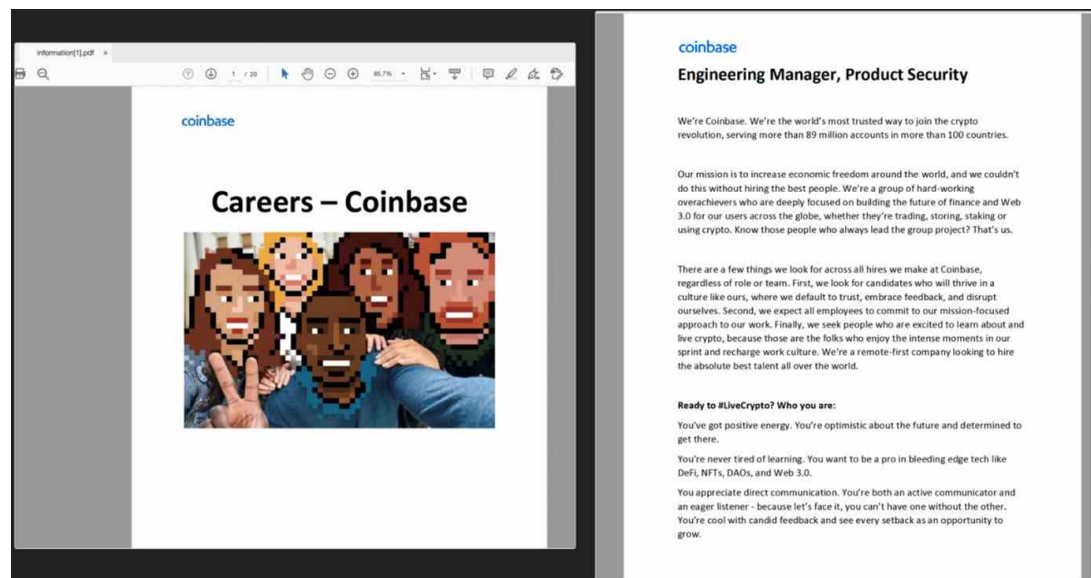 information[1].pdf ×
1 / 20
85,7%
coinbase
Careers – Coinbase
coinbase
Engineering Manager, Product Security
We're Coinbase. We're the world's most trusted way to join the crypto
revolution, serving more than 89 million accounts in more than 100 countries.
Our mission is to increase economic freedom around the world, and we couldn't
do this without hiring the best people. We're a group of hard-working
overachievers who are deeply focused on building the future of finance and Web
3.0 for our users across the globe, whether they're trading, storing, staking or
using crypto. Know those people who always lead the group project? That's us.
There are a few things we look for across all hires we make at Coinbase,
regardless of role or team. First, we look for candidates who will thrive in a
culture like ours, where we default to trust, embrace feedback, and disrupt
ourselves. Second, we expect all employees to commit to our mission-focused
approach to our work. Finally, we seek people who are excited to learn about and
live crypto, because those are the folks who enjoy the intense moments in our
sprint and recharge work culture. We're a remote-first company looking to hire
the absolute best talent all over the world.
Ready to #LiveCrypto? Who you are:
You've got positive energy. You're optimistic about the future and determined to
get there.
You're never tired of learning. You want to be a pro in bleeding edge tech like
DeFi, NFTs, DAOs, and Web 3.0.
You appreciate direct communication. You're both an active communicator and
an eager listener - because let's face it, you can't have one without the other.
You're cool with candid feedback and see every setback as an opportunity to
grow.